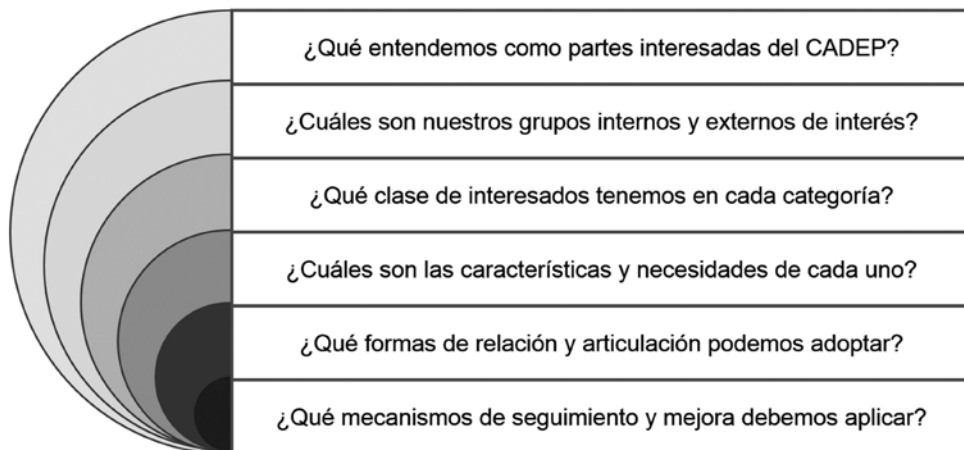 ¿Qué entendemos como partes interesadas del CADEP?
¿Cuáles son nuestros grupos internos y externos de interés?
¿Qué clase de interesados tenemos en cada categoría?
¿Cuáles son las características y necesidades de cada uno?
¿Qué formas de relación y articulación podemos adoptar?
¿Qué mecanismos de seguimiento y mejora debemos aplicar?